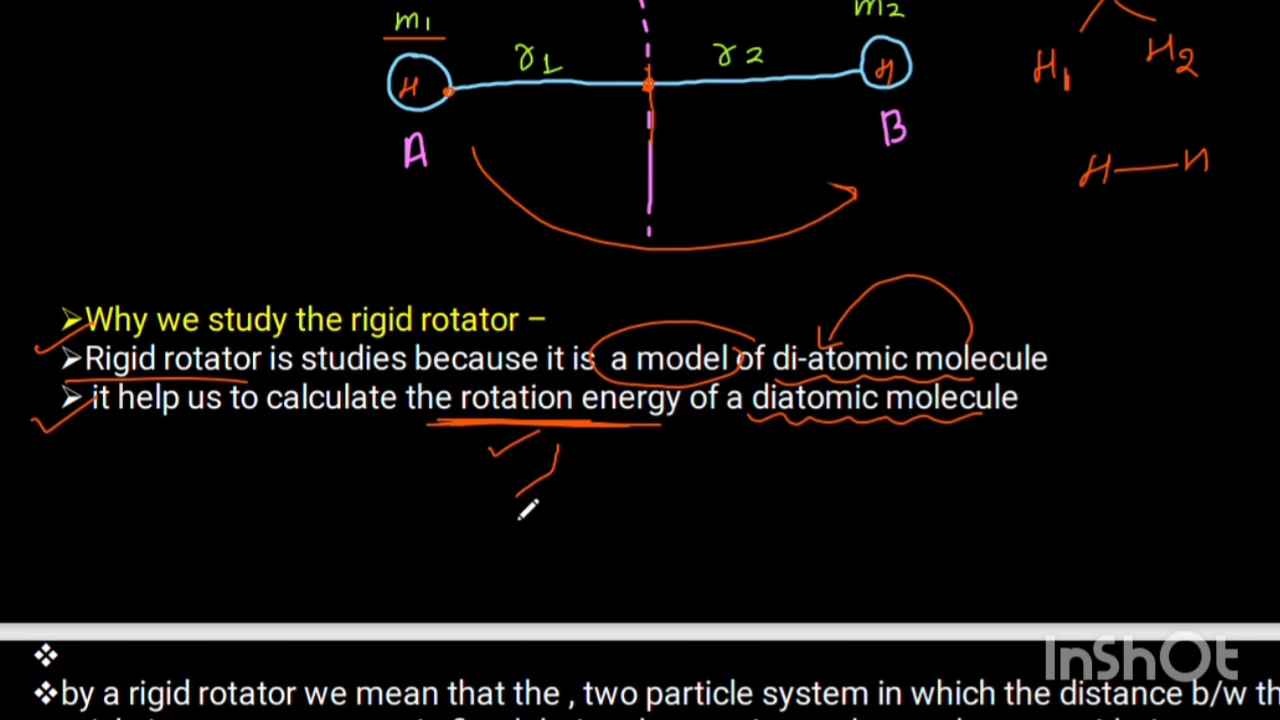 m1
m2
r1
r2
H
H
A
B
H1
H2
H—H
➢Why we study the rigid rotator –
➢Rigid rotator is studies because it is a model of di-atomic molecule
➢ it help us to calculate the rotation energy of a diatomic molecule
❖
❖by a rigid rotator we mean that the , two particle system in which the distance b/w th
InShOt